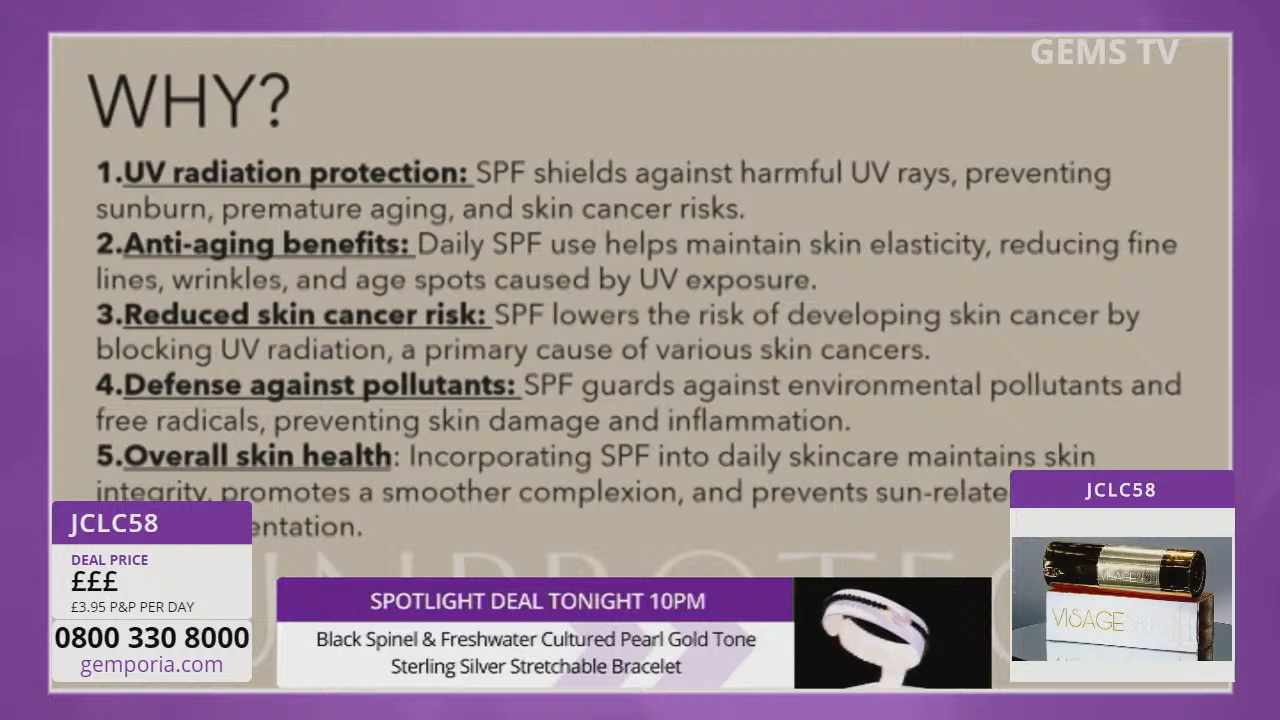 GEMS TV
WHY?
1.UV radiation protection: SPF shields against harmful UV rays, preventing
sunburn, premature aging, and skin cancer risks.
2.Anti-aging benefits: Daily SPF use helps maintain skin elasticity, reducing fine
lines, wrinkles, and age spots caused by UV exposure.
3.Reduced skin cancer risk: SPF lowers the risk of developing skin cancer by
blocking UV radiation, a primary cause of various skin cancers.
4.Defense against pollutants: SPF guards against environmental pollutants and
free radicals, preventing skin damage and inflammation.
5.Overall skin health: Incorporating SPF into daily skincare maintains skin
integrity, promotes a smoother complexion, and prevents sun-relate
entation.
JCLC58
DEAL PRICE
£££
£3.95 P&P PER DAY
0800 330 8000
gemporia.com
SPOTLIGHT DEAL TONIGHT 10PM
Black Spinel & Freshwater Cultured Pearl Gold Tone
Sterling Silver Stretchable Bracelet
JCLC58
VISAGE
VISAGE